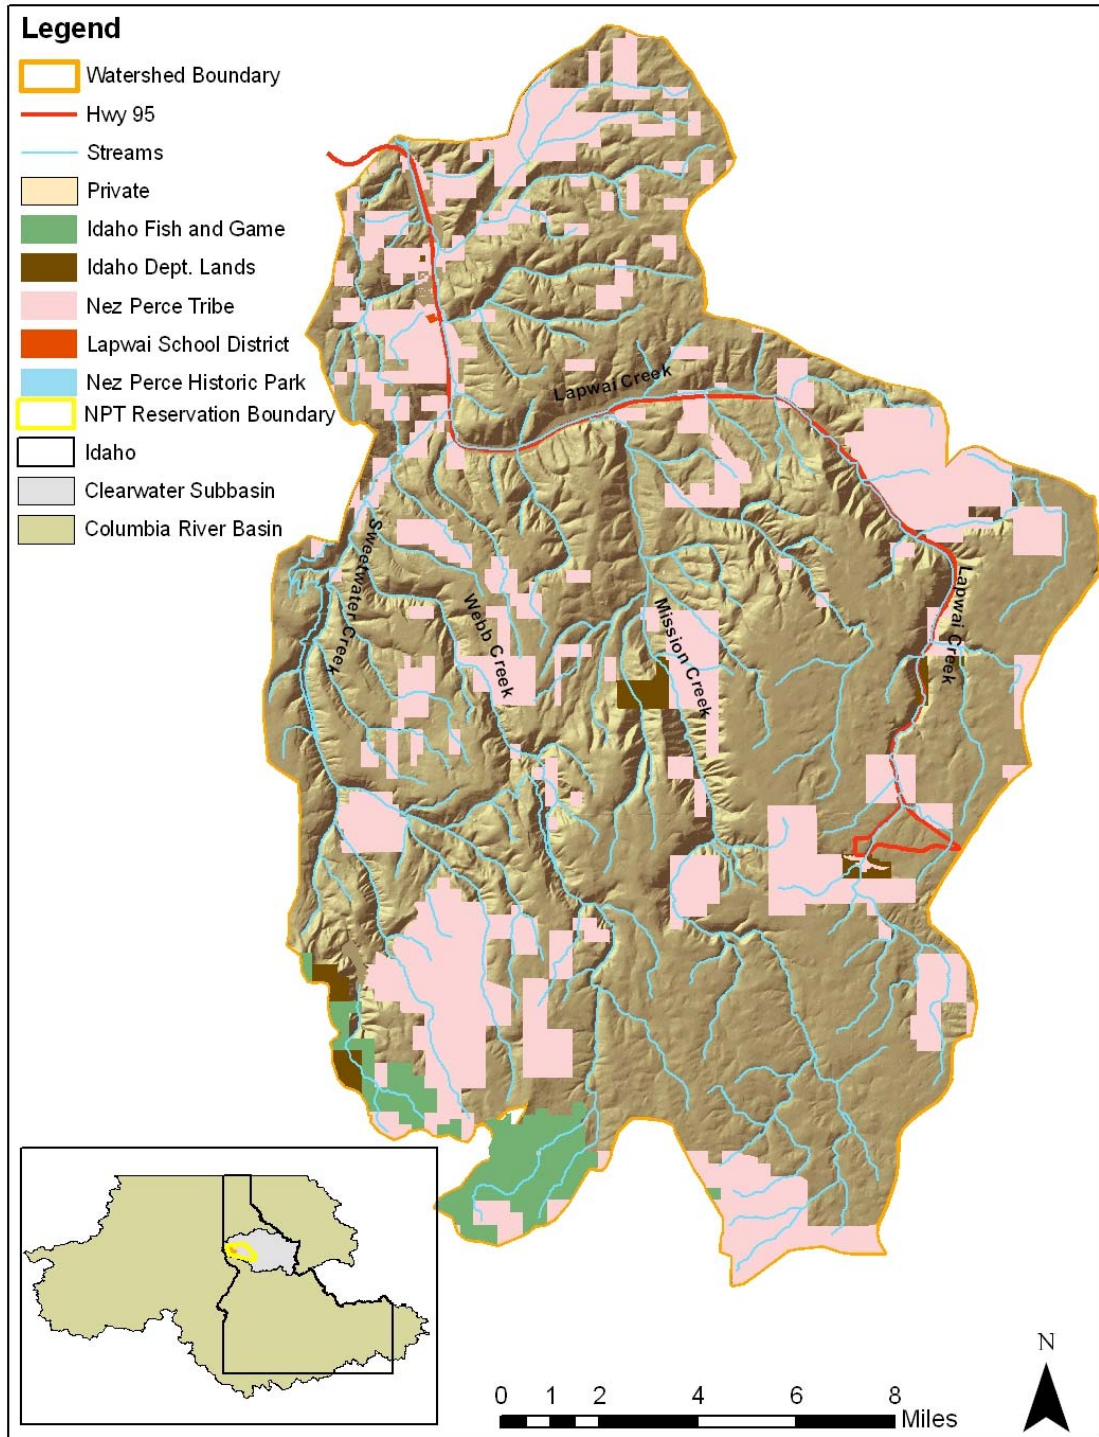 Legend
Watershed Boundary
Hwy 95
Streams
Private
Idaho Fish and Game
Idaho Dept. Lands
Nez Perce Tribe
Lapwai School District
Nez Perce Historic Park
NPT Reservation Boundary
Idaho
Clearwater Subbasin
Columbia River Basin
Lapwai Creek
Sweetwater Creek
Webb Creek
Mission Creek
Lapwai Creek
N
0 1 2 4 6 8
Miles